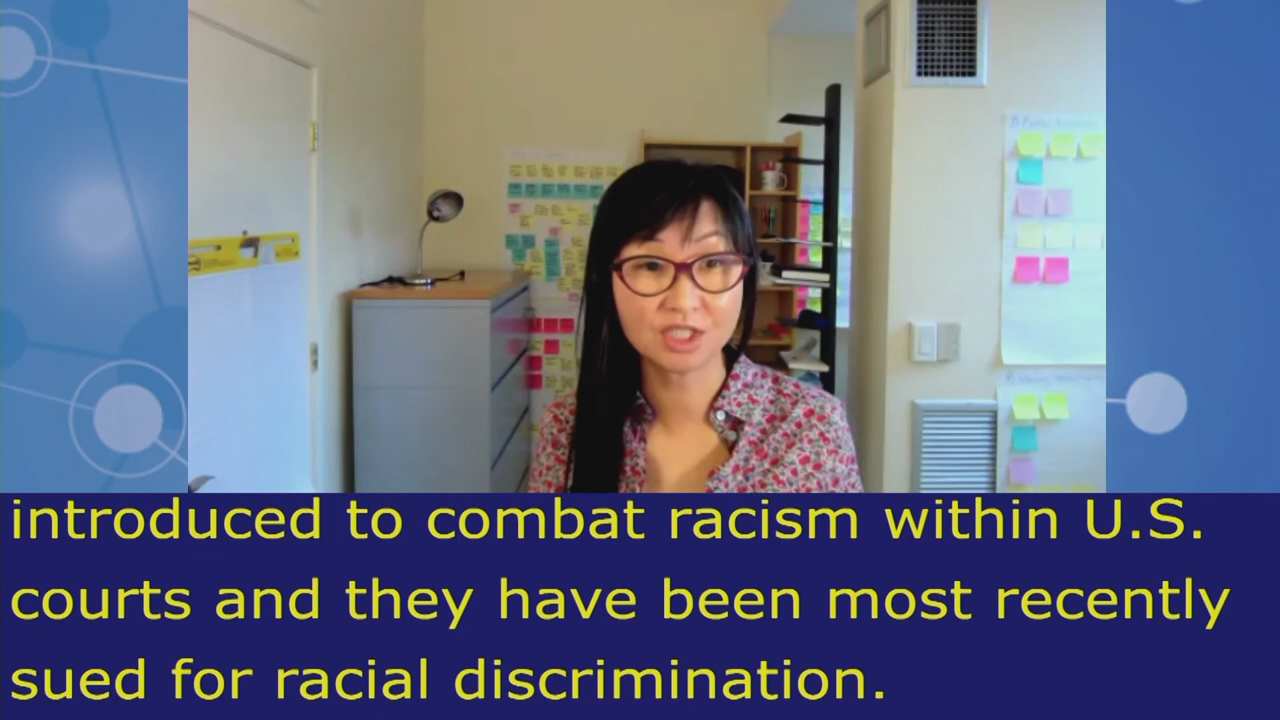 introduced to combat racism within U.S.
courts and they have been most recently
sued for racial discrimination.